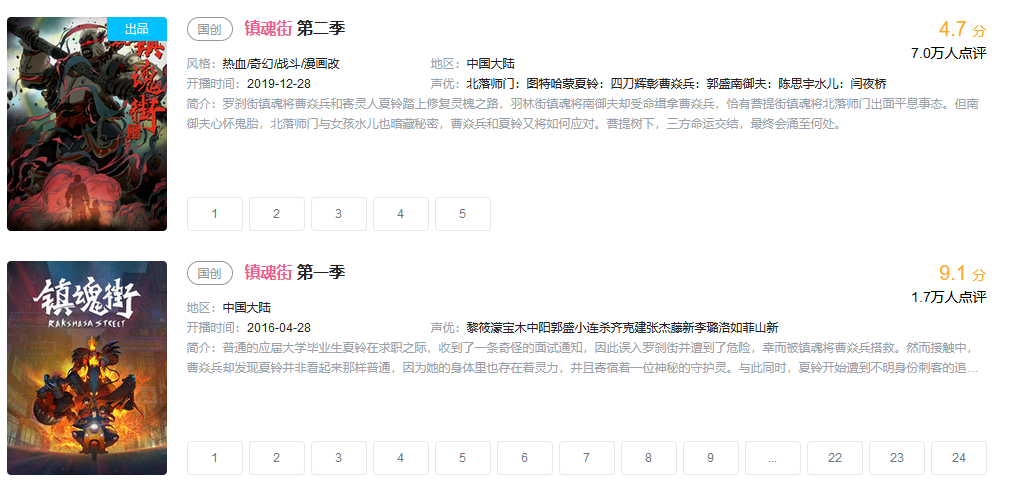 出品
镇魂街
国创 镇魂街 第二季
4.7 分
7.0万人点评
风格：热血/奇幻/战斗/漫画改 地区：中国大陆
开播时间：2019-12-28 声优：北落师门：图特哈蒙夏铃：四刀辉彰曹焱兵：郭盛南御夫：陈思宇水儿：闫夜桥
简介：罗刹街镇魂将曹焱兵和寄灵人夏铃踏上修复灵槐之路，羽林街镇魂将南御夫却受命缉拿曹焱兵，恰有菩提街镇魂将北落师门出面平息事态。但南
御夫心怀鬼胎，北落师门与女孩水儿也暗藏秘密，曹焱兵和夏铃又将如何应对。菩提树下，三方命运交结，最终会涌至何处。
1 2 3 4 5
镇魂街
RAKSHASA STREET
国创 镇魂街 第一季
9.1 分
1.7万人点评
地区：中国大陆
开播时间：2016-04-28 声优：黎筱濛宝木中阳郭盛小连杀齐克建张杰藤新李璐洛如菲山新
简介：普通的应届大学毕业生夏铃在求职之际，收到了一条奇怪的面试通知，因此误入罗刹街并遭到了危险，幸而被镇魂将曹焱兵搭救。然而接触中，
曹焱兵却发现夏铃并非看起来那样普通，因为她的身体里也存在着灵力，并且寄宿着一位神秘的守护灵。与此同时，夏铃开始遭到不明身份刺客的追…
1 2 3 4 5 6 7 8 9 ... 22 23 24